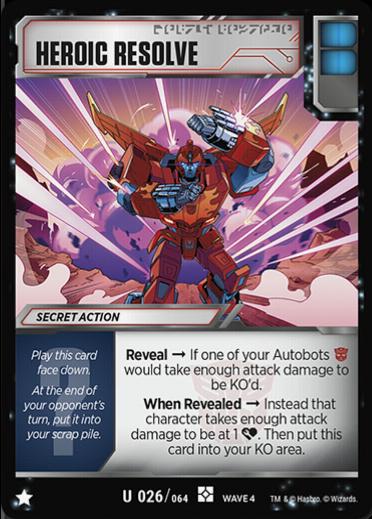 HEROIC RESOLVE
SECRET ACTION
Play this card
face down.
At the end of
your opponent's
turn, put it into
your scrap pile.
Reveal → If one of your Autobots
would take enough attack damage to
be KO'd.
When Revealed → Instead that
character takes enough attack
damage to be at 1 . Then put this
card into your KO area.
U 026/064 WAVE 4 TM & © Hasbro. © Wizards.